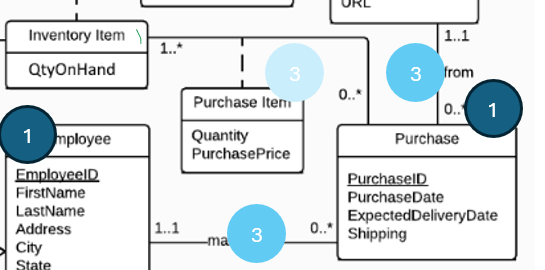 URL
Inventory Item
QtyOnHand
1..*
1..1
3
3
from
0..*
0..
1
Purchase Item
Quantity
PurchasePrice
1
mployee
EmployeeID
FirstName
LastName
Address
City
State
Purchase
PurchaseID
PurchaseDate
ExpectedDeliveryDate
Shipping
1..1
ma
3
0..*